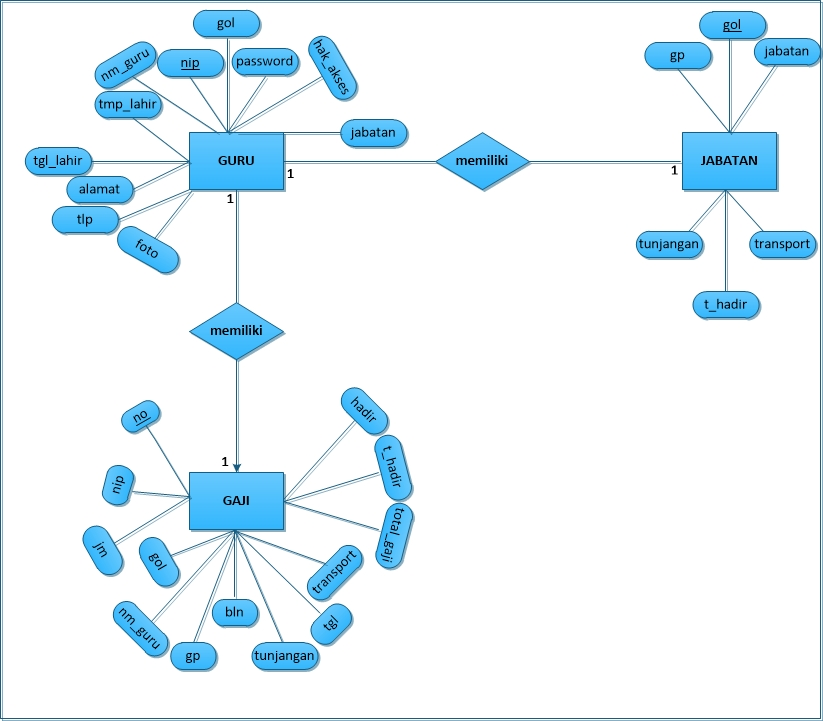 gol
nm_guru
nip
password
hak_akses
tmp_lahir
jabatan
tgl_lahir
GURU
alamat
tlp
foto
1
1
memiliki
1
gol
gp
jabatan
JABATAN
tunjangan
transport
t_hadir
memiliki
1
no
hadir
nip
t_hadir
GAJI
jm
total_gaji
gol
transport
nm_guru
bln
tgl
gp
tunjangan